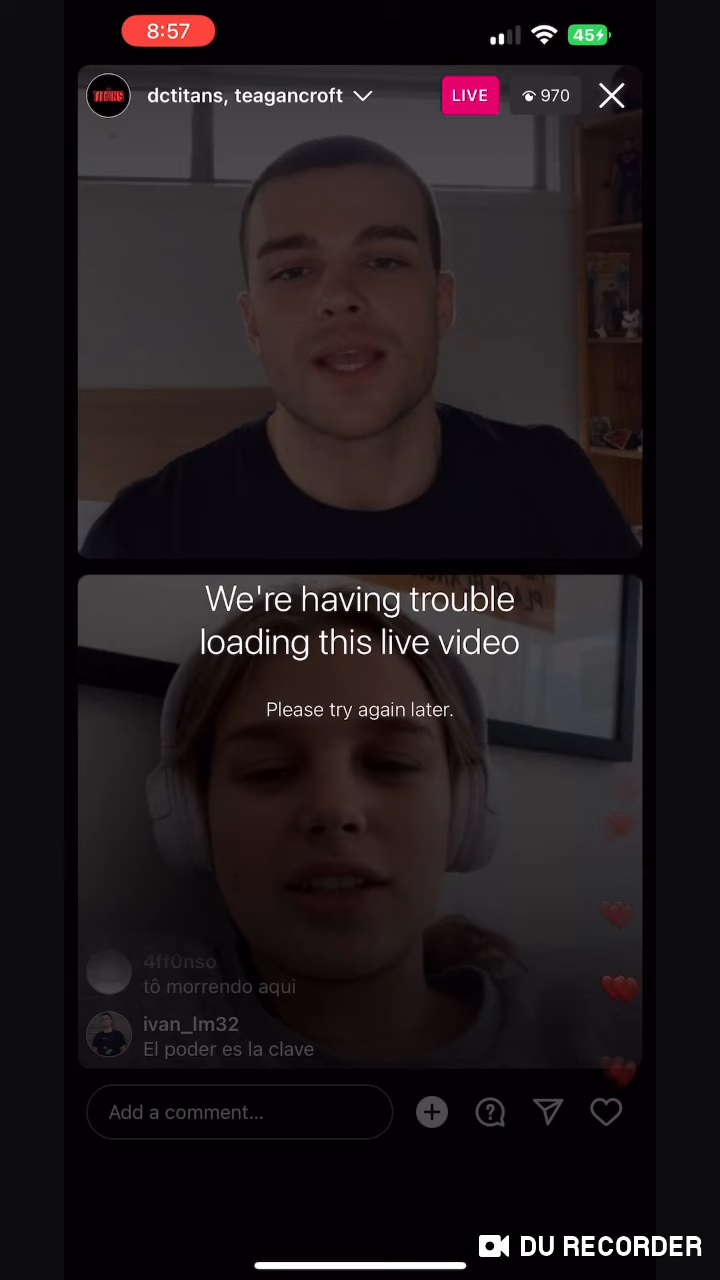 8:57
45
TITANS
dctitans, teagancroft
LIVE
970
We're having trouble
loading this live video
Please try again later.
4ff0nso
tô morrendo aqui
ivan_lm32
El poder es la clave
Add a comment...
DU RECORDER